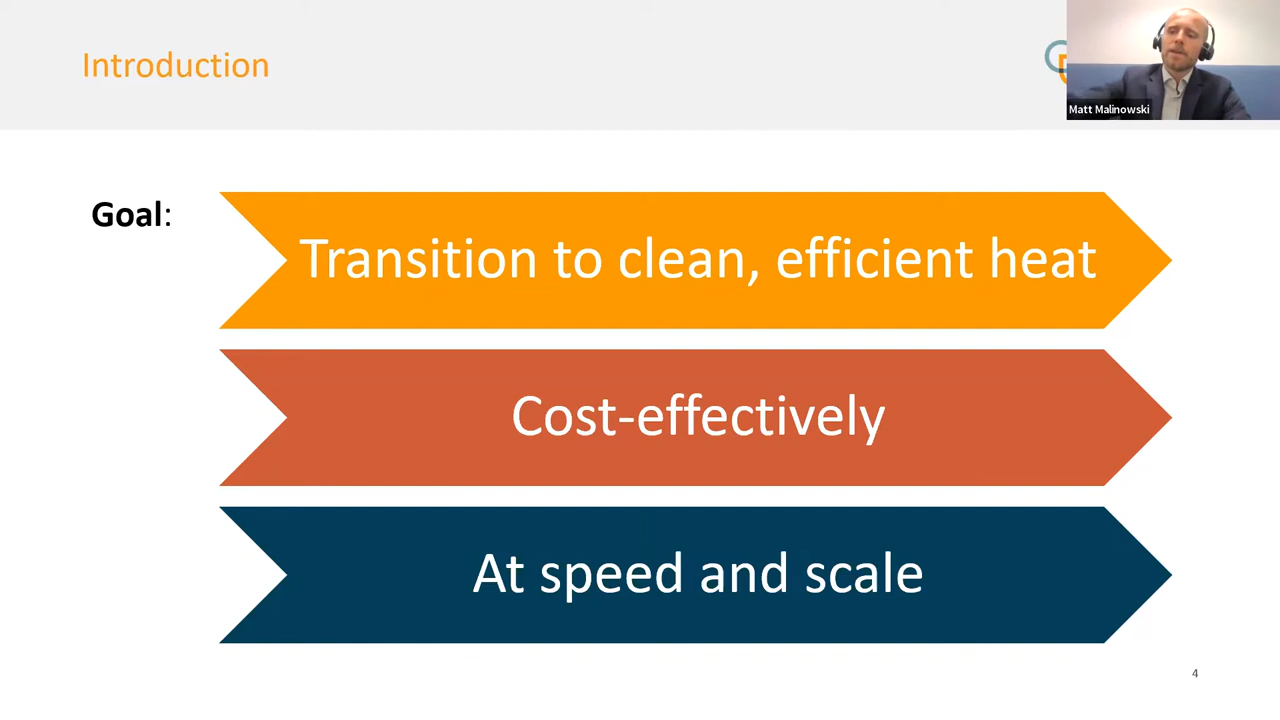 Introduction
Matt Malinowski
Goal:
Transition to clean, efficient heat
Cost-effectively
At speed and scale
4